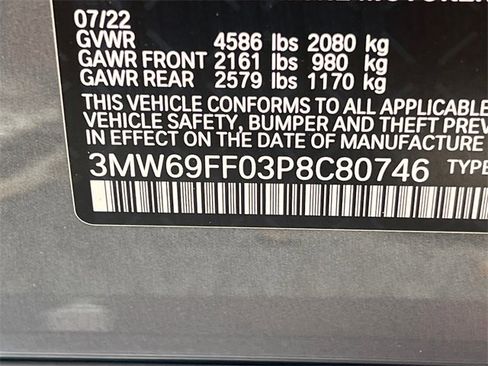 07/22
GVWR 4586 lbs 2080 kg
GAWR FRONT 2161 lbs 980 kg
GAWR REAR 2579 lbs 1170 kg
THIS VEHICLE CONFORMS TO ALL APPLICABLE
VEHICLE SAFETY, BUMPER AND THEFT PREVE
IN EFFECT ON THE DATE OF MANUFACTURE
3MW69FF03P8C80746 TYPE